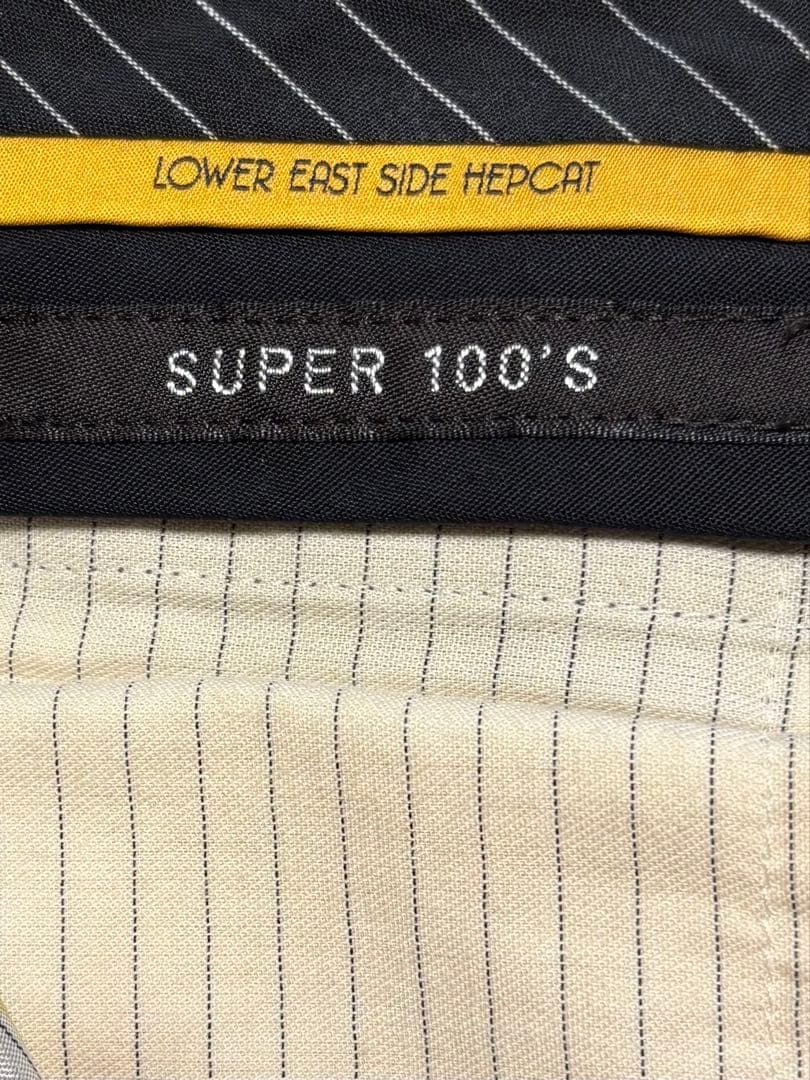 LOWER EAST SIDE HEPCAT
SUPER 100'S